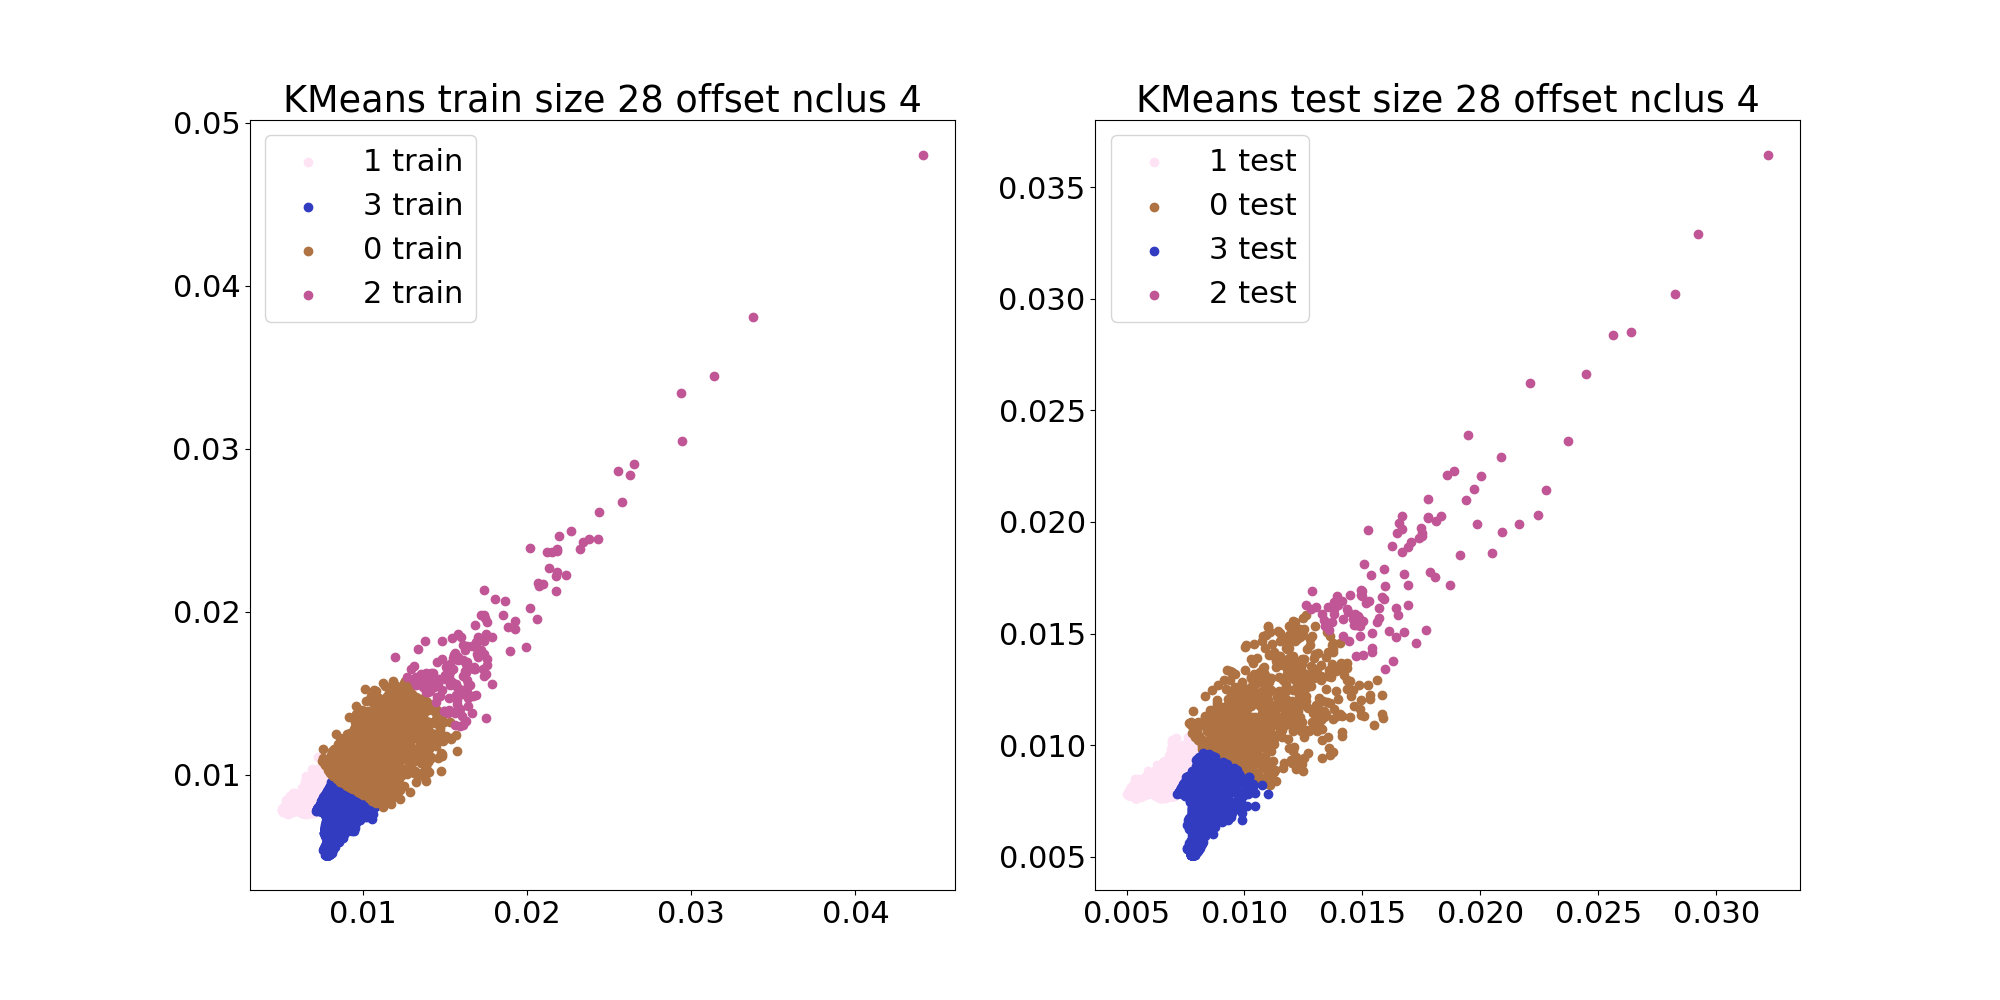 KMeans train size 28 offset nclus 4
0.05
0.04
0.03
0.02
0.01
1 train
3 train
0 train
2 train
0.01 0.02 0.03 0.04
KMeans test size 28 offset nclus 4
0.035
0.030
0.025
0.020
0.015
0.010
0.005
1 test
0 test
3 test
2 test
0.005 0.010 0.015 0.020 0.025 0.030